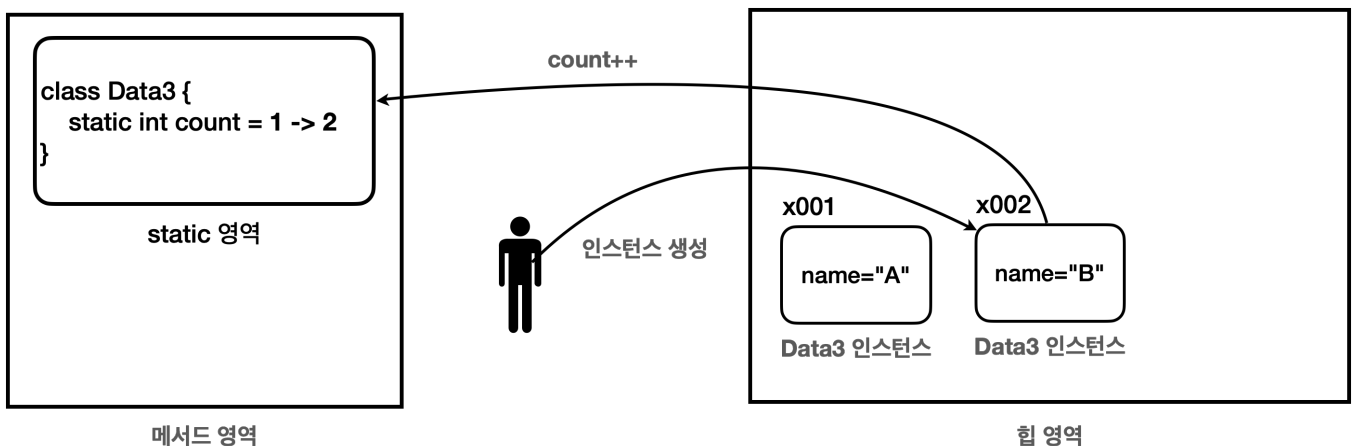 class Data3 {
static int count = 1 -> 2
}
static 영역
메서드 영역
count++
인스턴스 생성
x001
name="A"
Data3 인스턴스
x002
name="B"
Data3 인스턴스
힙 영역